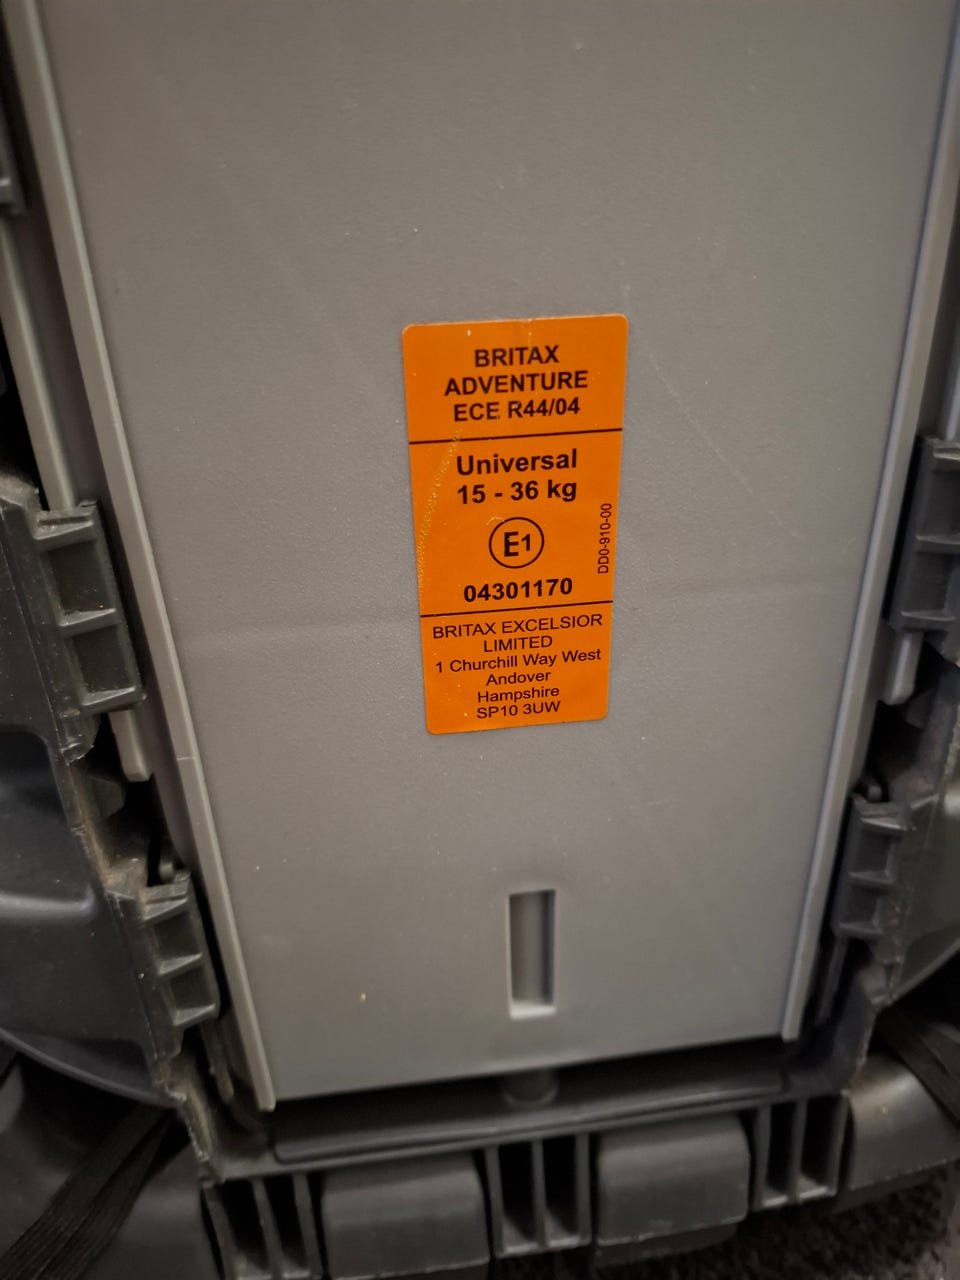 BRITAX
ADVENTURE
ECE R44/04
Universal
15 - 36 kg
E1
DD0-910-00
04301170
BRITAX EXCELSIOR
LIMITED
1 Churchill Way West
Andover
Hampshire
SP10 3UW